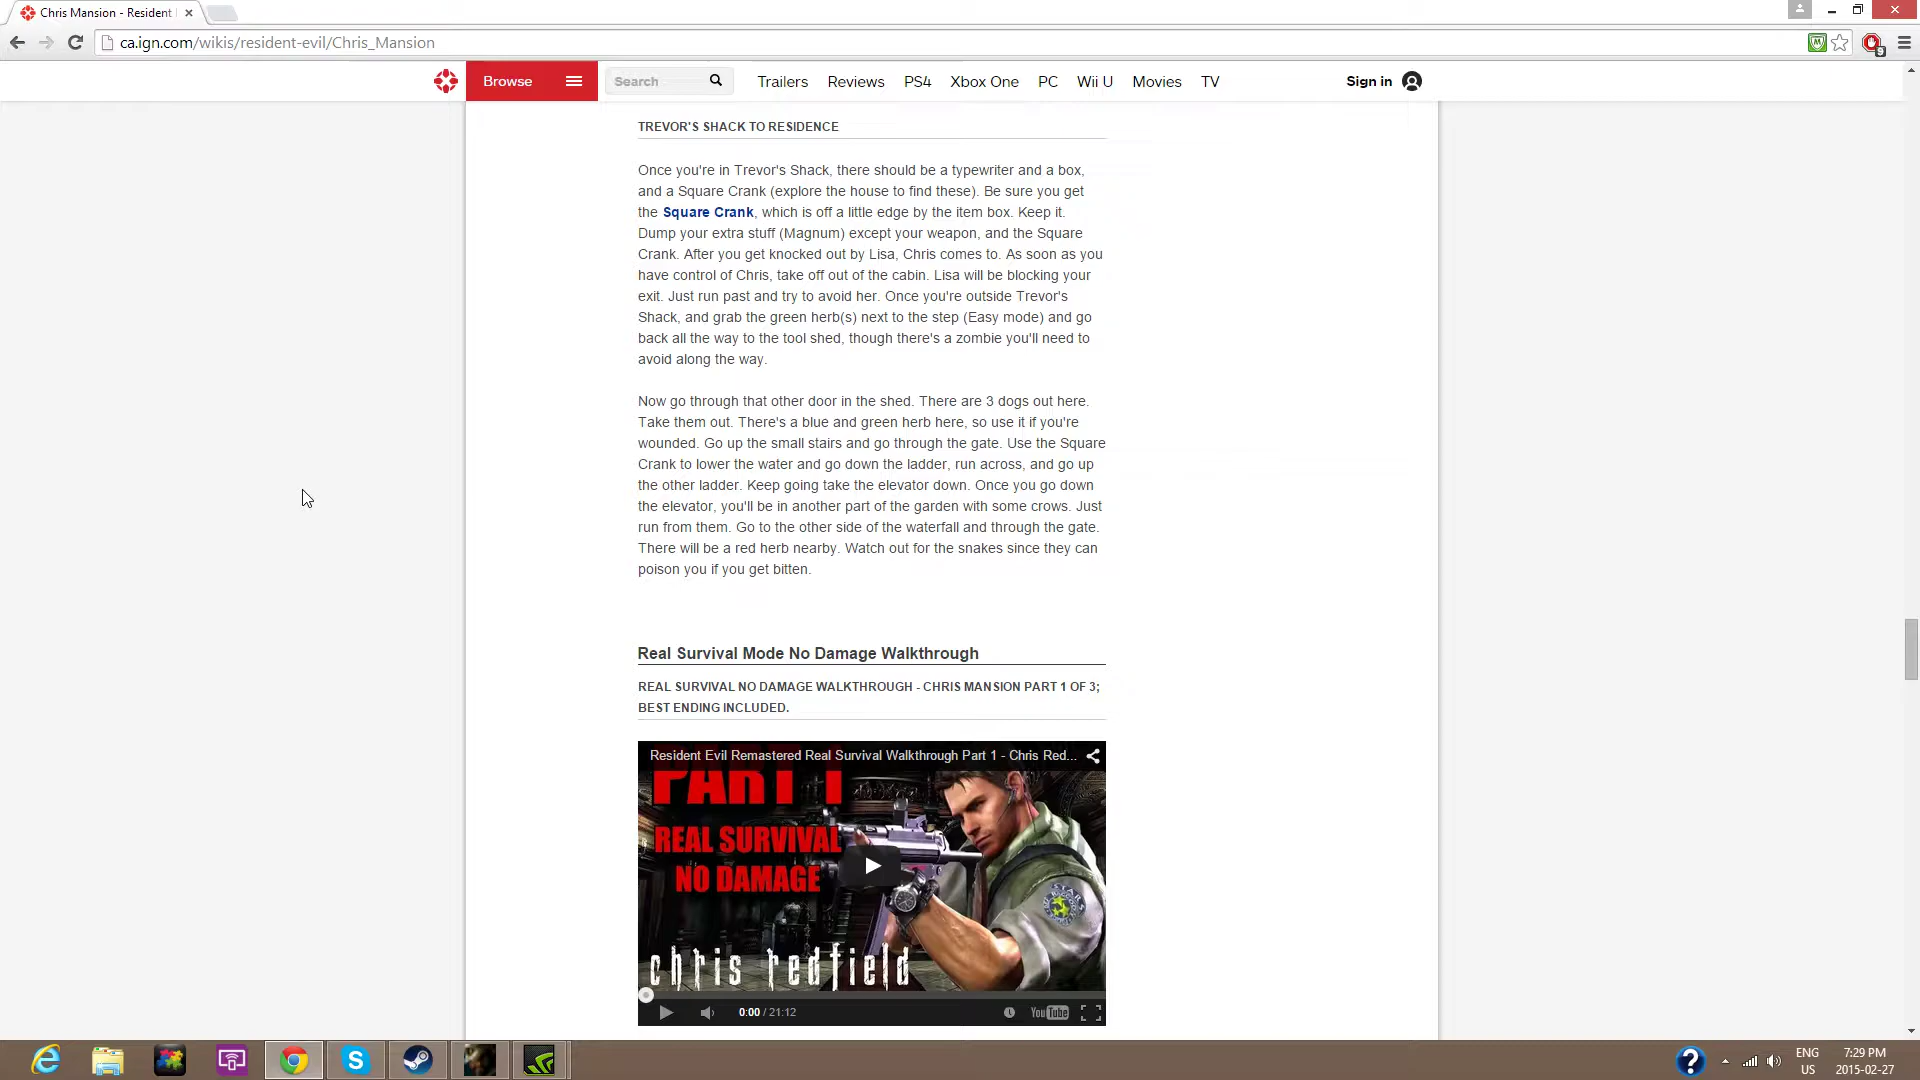 Chris Mansion - Resident
ca.ign.com/wikis/resident-evil/Chris_Mansion
9
Browse
Search
Trailers
Reviews
PS4
Xbox One
PC
Wii U
Movies
TV
Sign in
TREVOR'S SHACK TO RESIDENCE
Once you're in Trevor's Shack, there should be a typewriter and a box,
and a Square Crank (explore the house to find these). Be sure you get
the Square Crank, which is off a little edge by the item box. Keep it.
Dump your extra stuff (Magnum) except your weapon, and the Square
Crank. After you get knocked out by Lisa, Chris comes to. As soon as you
have control of Chris, take off out of the cabin. Lisa will be blocking your
exit. Just run past and try to avoid her. Once you're outside Trevor's
Shack, and grab the green herb(s) next to the step (Easy mode) and go
back all the way to the tool shed, though there's a zombie you'll need to
avoid along the way.
Now go through that other door in the shed. There are 3 dogs out here.
Take them out. There's a blue and green herb here, so use it if you're
wounded. Go up the small stairs and go through the gate. Use the Square
Crank to lower the water and go down the ladder, run across, and go up
the other ladder. Keep going take the elevator down. Once you go down
the elevator, you'll be in another part of the garden with some crows. Just
run from them. Go to the other side of the waterfall and through the gate.
There will be a red herb nearby. Watch out for the snakes since they can
poison you if you get bitten.
Real Survival Mode No Damage Walkthrough
REAL SURVIVAL NO DAMAGE WALKTHROUGH - CHRIS MANSION PART 1 OF 3;
BEST ENDING INCLUDED.
Resident Evil Remastered Real Survival Walkthrough Part 1 - Chris Red...
PART 1
REAL SURVIVAL
NO DAMAGE
chris redfield
0:00 / 21:12
YouTube
ENG
US
7:29 PM
2015-02-27